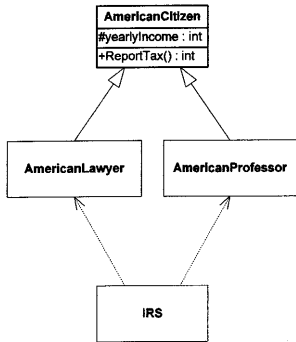 AmericanCitizen
#yearlyIncome : int
+ReportTax() : int
AmericanLawyer
AmericanProfessor
IRS